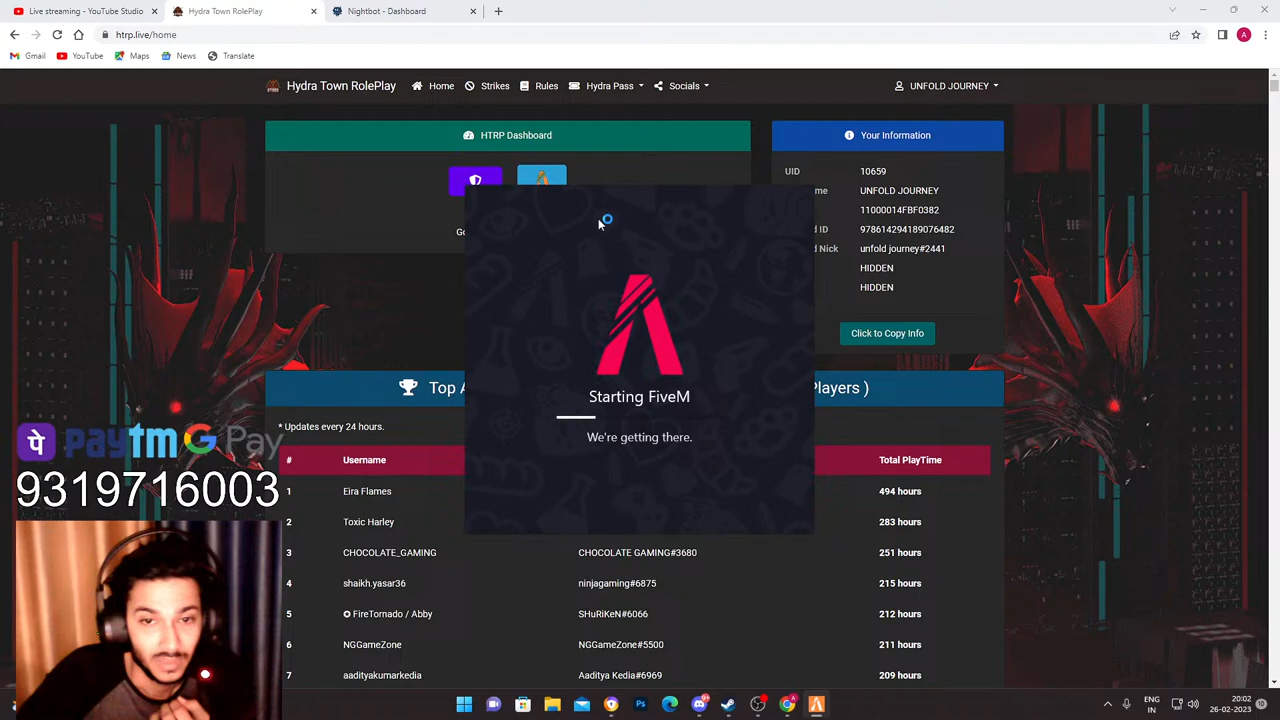 Live streaming - YouTube Studio
Hydra Town RolePlay
Nightbot - Dashboard
htrp.live/home
A
Gmail
YouTube
Maps
News
Translate
Hydra Town RolePlay
Home
Strikes
Rules
Hydra Pass
Socials
UNFOLD JOURNEY
HTRP Dashboard
Your Information
UID 10659
me UNFOLD JOURNEY
11000014FBF0382
ID 978614294189076482
Nick unfold journey#2441
HIDDEN
HIDDEN
Click to Copy Info
Starting FiveM
We're getting there.
Top A
Players )
* Updates every 24 hours.
# Username Total PlayTime
1 Eira Flames 494 hours
2 Toxic Harley 283 hours
3 CHOCOLATE_GAMING CHOCOLATE GAMING#3680 251 hours
4 shaikh.yasar36 ninjagaming#6875 215 hours
5 FireTornado / Abby SHuRiKeN#6066 212 hours
6 NGGameZone NGGameZone#5500 211 hours
7 aadityakumarkedia Aaditya Kedia#6969 209 hours
पे paytm G Pay
9319716003
ENG
IN
20:02
26-02-2023